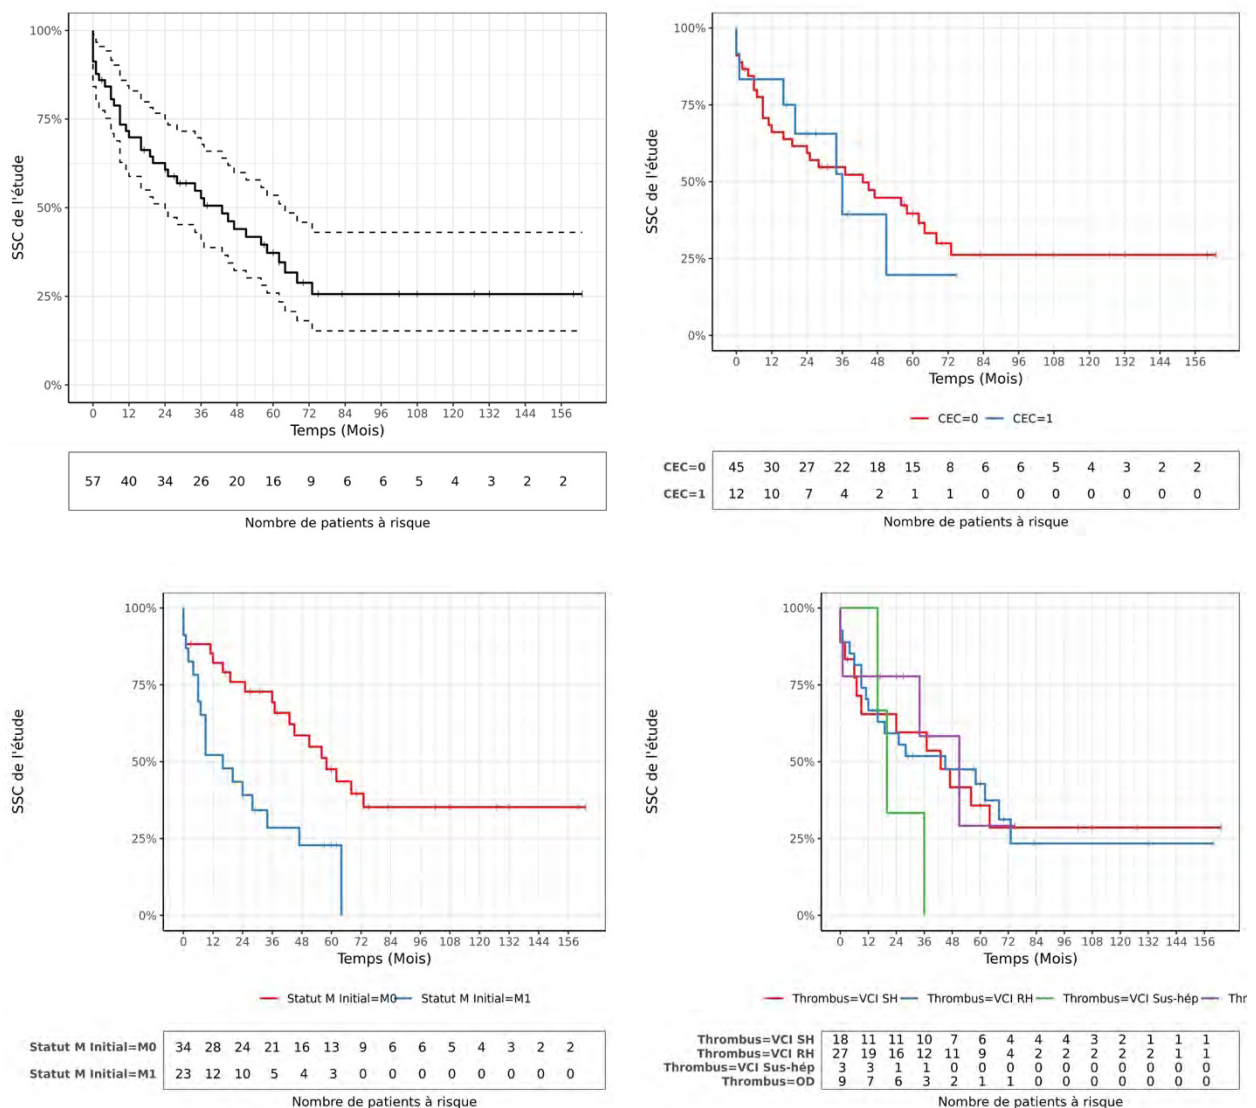 SSC de l'étude
100%
75%
50%
25%
0%
0 12 24 36 48 60 72 84 96 108 120 132 144 156
Temps (Mois)
57 40 34 26 20 16 9 6 6 5 4 3 2 2
Nombre de patients à risque
SSC de l'étude
100%
75%
50%
25%
0%
0 12 24 36 48 60 72 84 96 108 120 132 144 156
Temps (Mois)
CEC=0 CEC=1
CEC=0 45 30 27 22 18 15 8 6 6 5 4 3 2 2
CEC=1 12 10 7 4 2 1 1 0 0 0 0 0 0 0
Nombre de patients à risque
SSC de l'étude
100%
75%
50%
25%
0%
0 12 24 36 48 60 72 84 96 108 120 132 144 156
Temps (Mois)
Statut M Initial=M0 Statut M Initial=M1
Statut M Initial=M0 34 28 24 21 16 13 9 6 6 5 4 3 2 2
Statut M Initial=M1 23 12 10 5 4 3 0 0 0 0 0 0 0 0
Nombre de patients à risque
SSC de l'étude
100%
75%
50%
25%
0%
0 12 24 36 48 60 72 84 96 108 120 132 144 156
Temps (Mois)
Thrombus=VCI SH Thrombus=VCI RH Thrombus=VCI Sus-hép
Thrombus=VCI SH 18 11 11 10 7 6 4 4 4 3 2 1 1 1
Thrombus=VCI RH 27 19 16 12 11 9 4 2 2 2 2 2 1 1
Thrombus=VCI Sus-hép 3 3 1 1 0 0 0 0 0 0 0 0 0 0
Thrombus=OD 9 7 6 3 2 1 1 0 0 0 0 0 0 0
Nombre de patients à risque